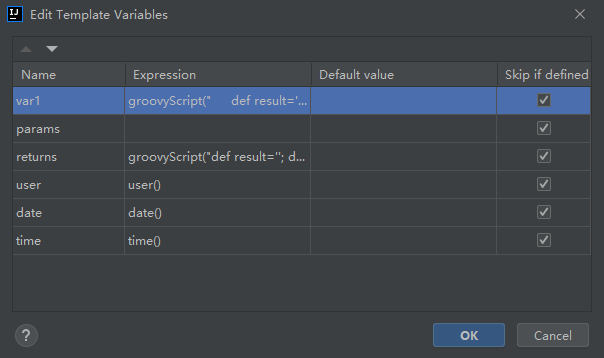 IJ Edit Template Variables
Name Expression Default value Skip if defined
var1 groovyScript("      def result='...
params
returns groovyScript("def result=''; d...
user user()
date date()
time time()
? OK Cancel